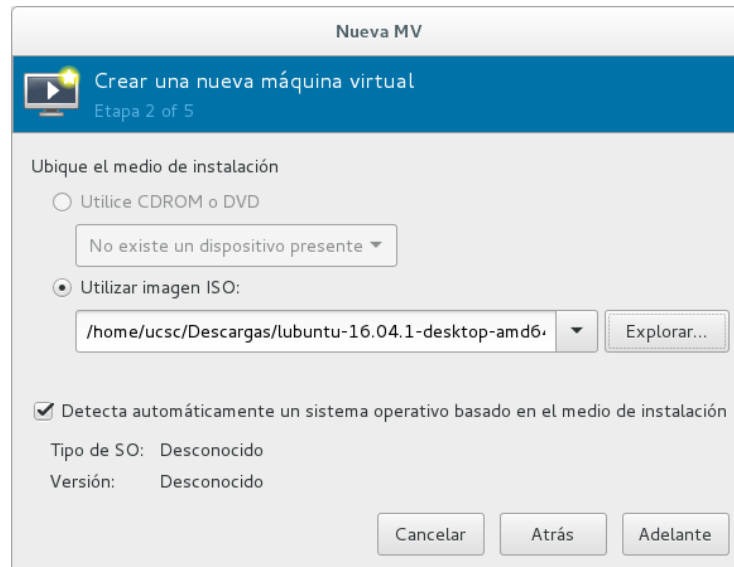 Nueva MV
Crear una nueva máquina virtual
Etapa 2 of 5
Ubique el medio de instalación
Utilice CDROM o DVD
No existe un dispositivo presente
Utilizar imagen ISO:
/home/ucsc/Descargas/lubuntu-16.04.1-desktop-amd64 Explorar...
Detecta automáticamente un sistema operativo basado en el medio de instalación
Tipo de SO: Desconocido
Versión: Desconocido
Cancelar Atrás Adelante